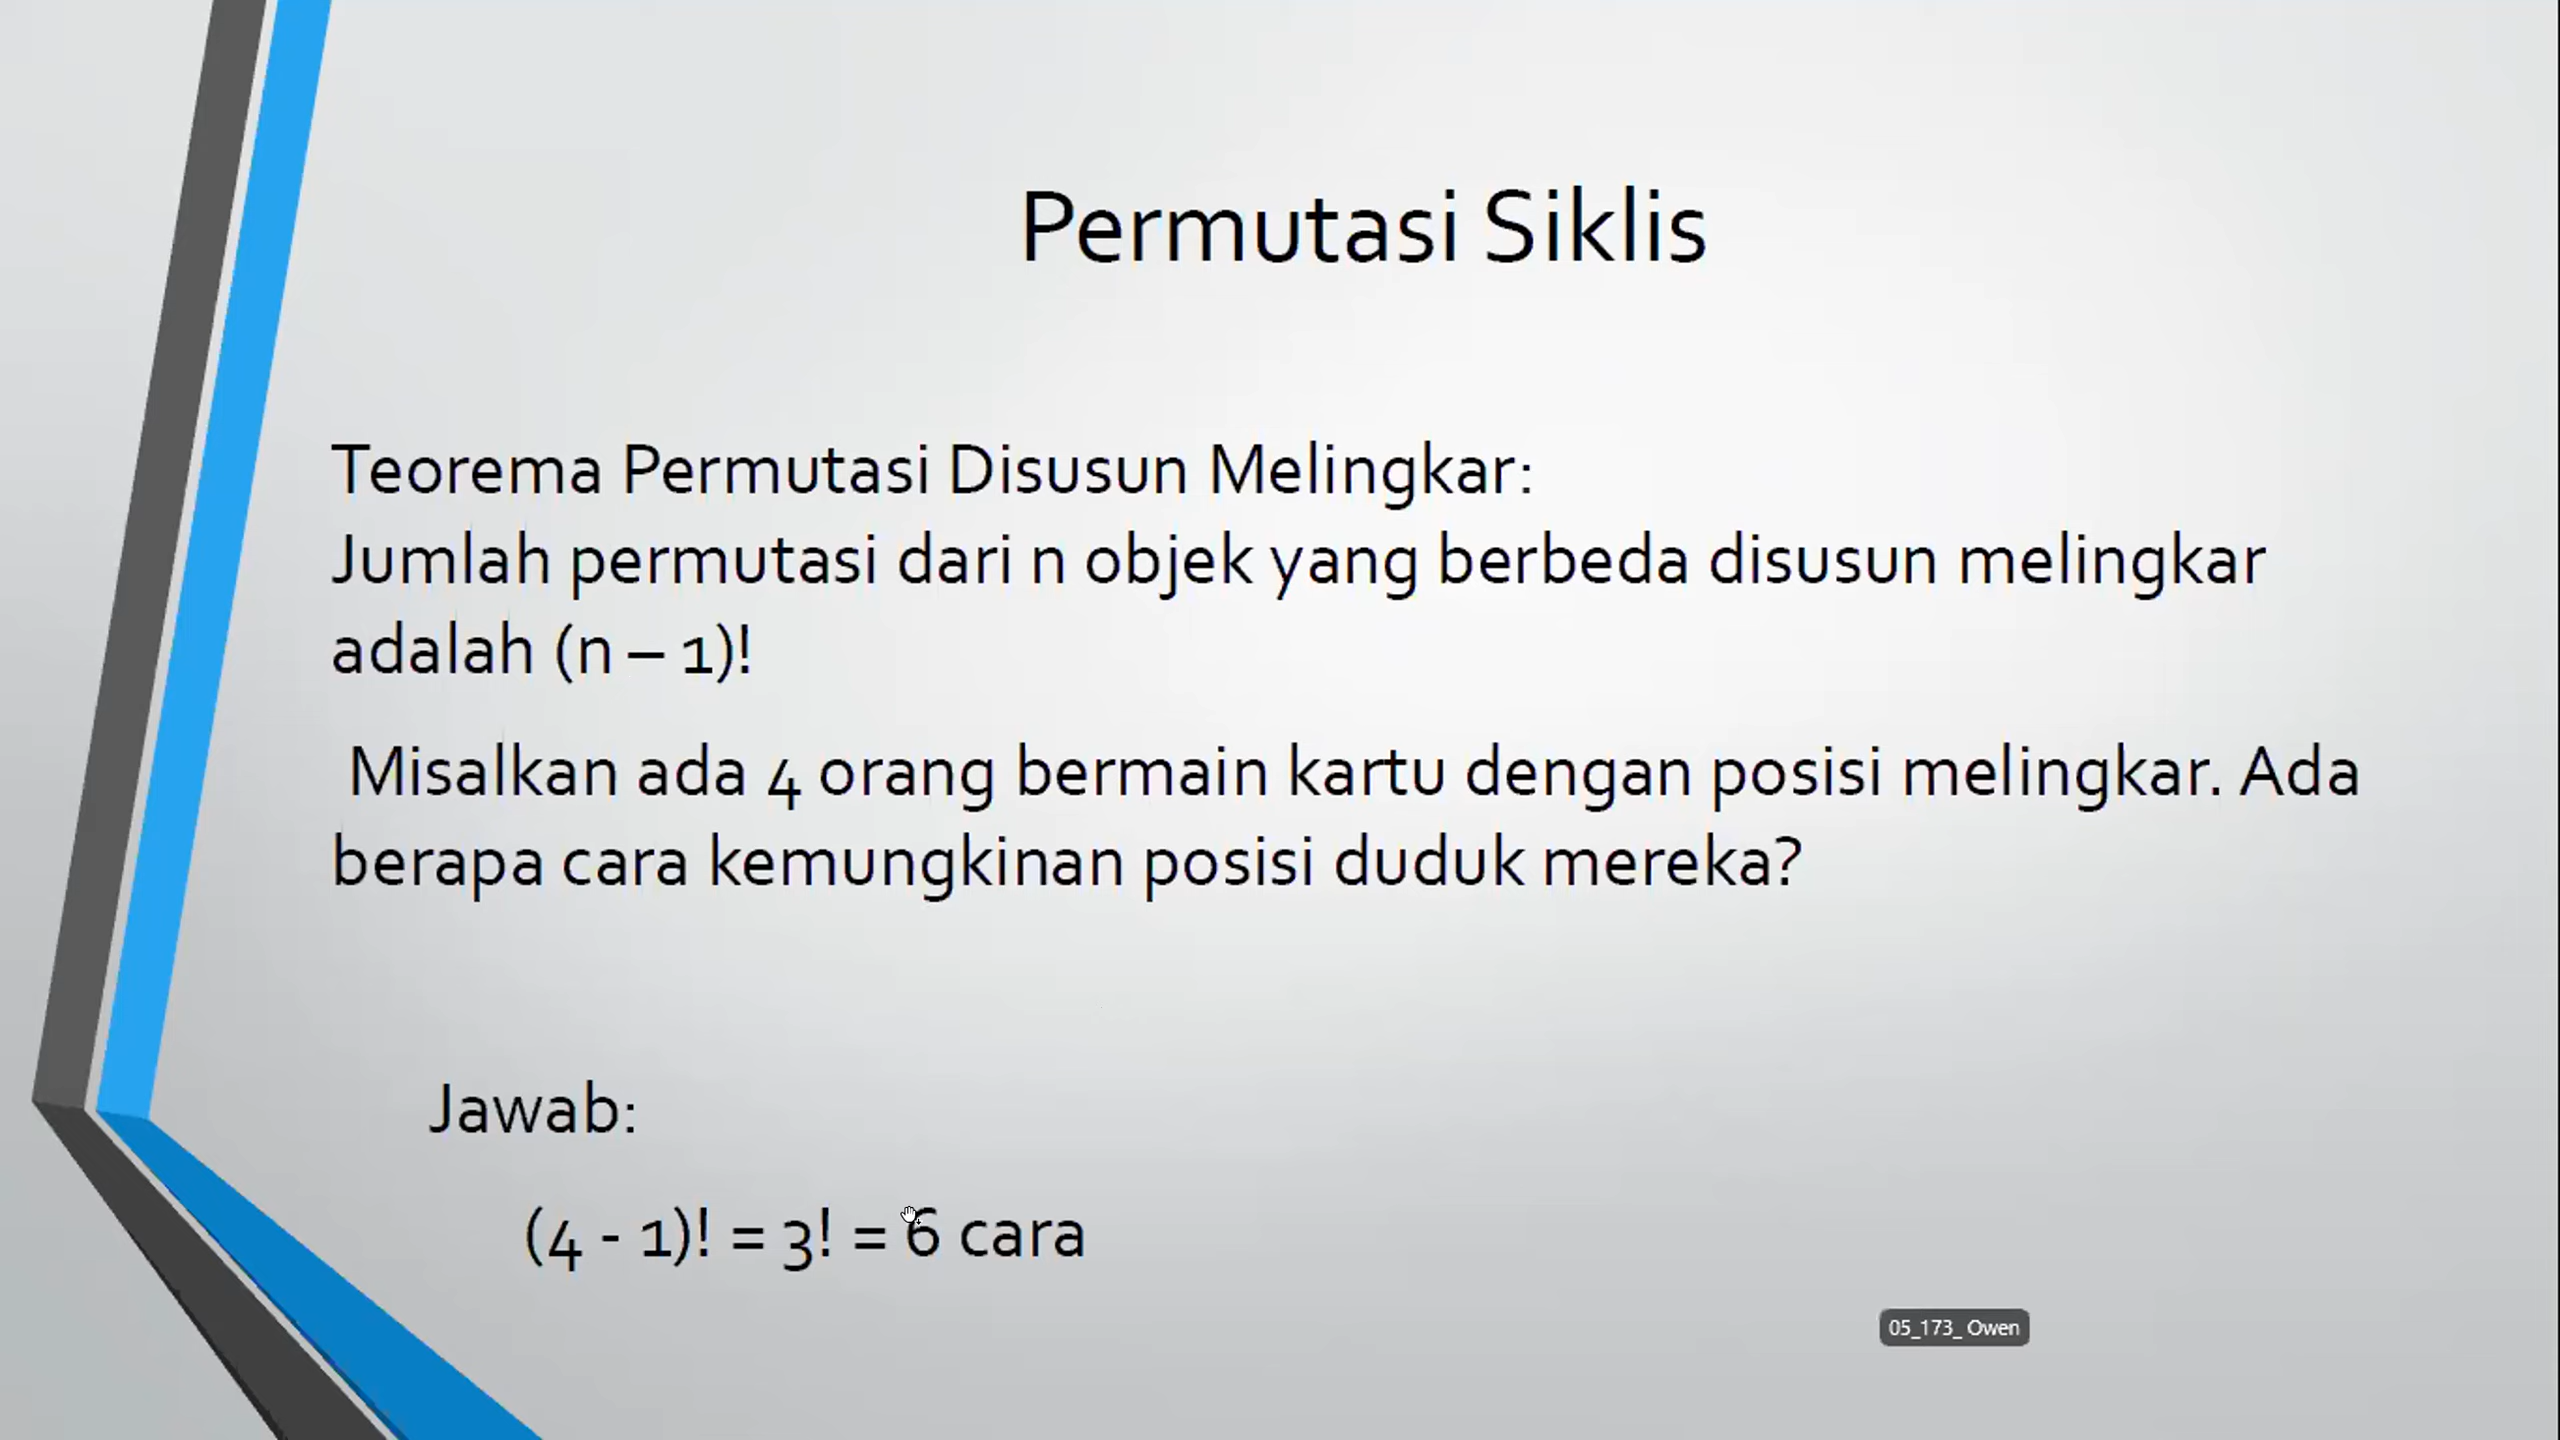 Permutasi Siklis
Teorema Permutasi Disusun Melingkar:
Jumlah permutasi dari n objek yang berbeda disusun melingkar
adalah (n – 1)!
Misalkan ada 4 orang bermain kartu dengan posisi melingkar. Ada
berapa cara kemungkinan posisi duduk mereka?
Jawab:
(4 - 1)! = 3! = 6 cara
05_173_ Owen